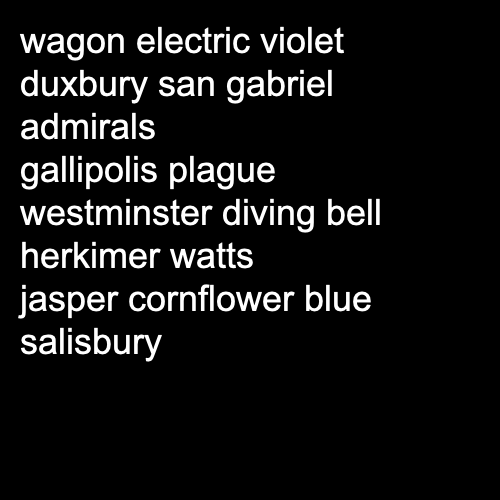 wagon electric violet
duxbury san gabriel
admirals
gallipolis plague
westminster diving bell
herkimer watts
jasper cornflower blue
salisbury